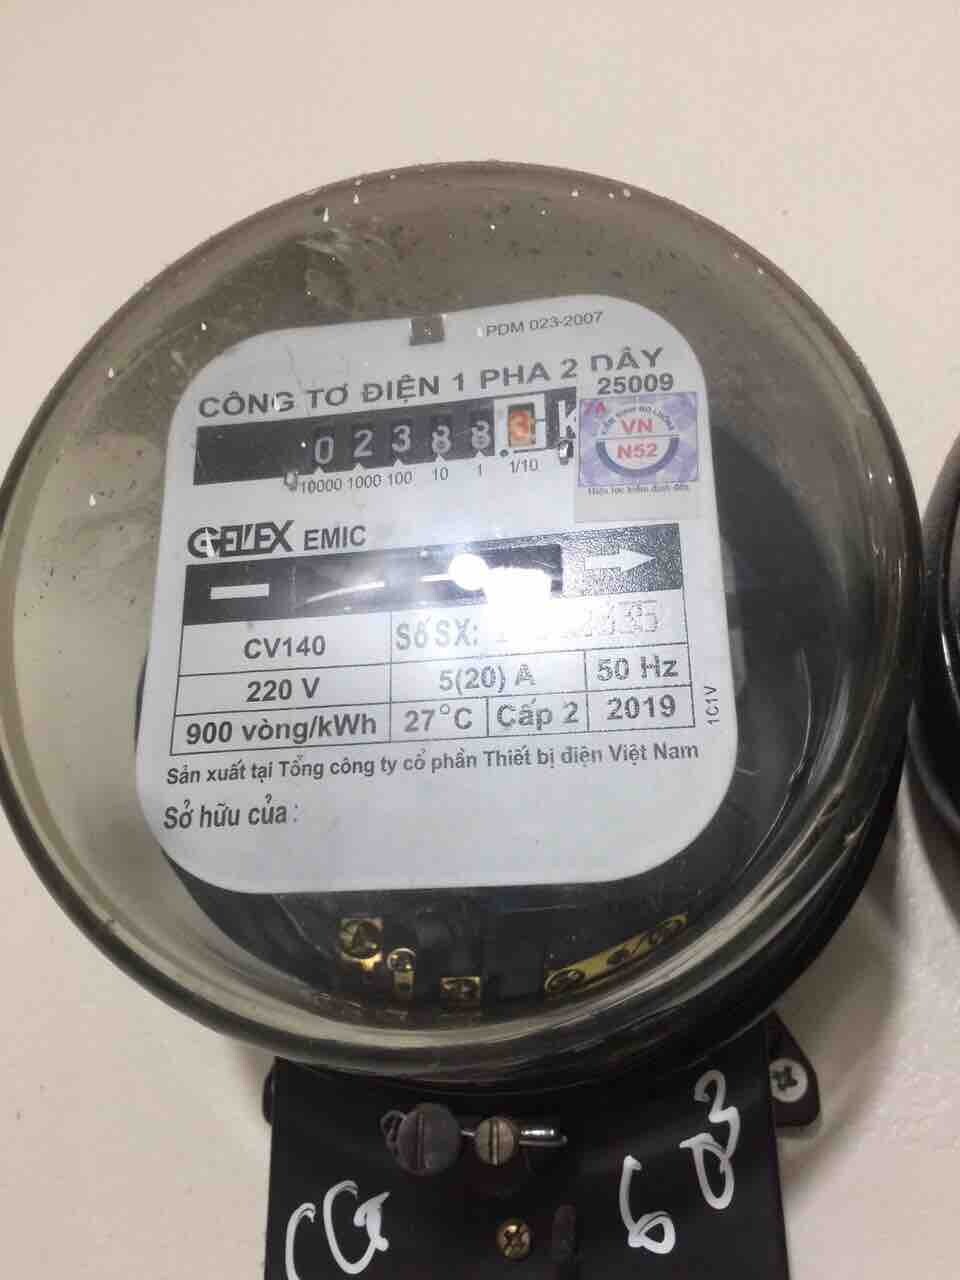 PDM 023-2007
CÔNG TƠ ĐIỆN 1 PHA 2 DÂY
25009
0 2 3 8 8 3 k
10000 1000 100 10 1 1/10
7A
VN
N52
GELEX EMIC
CV140 Số SX:
220 V 5(20) A 50 Hz
900 vòng/kWh 27°C Cấp 2 2019
1C1V
Sản xuất tại Tổng công ty cổ phần Thiết bị điện Việt Nam
Sở hữu của :
603
CG